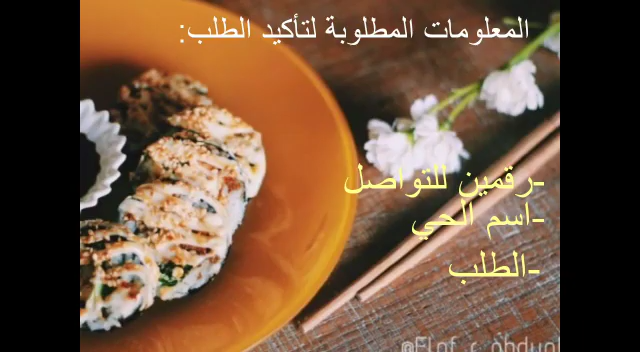 المعلومات المطلوبة لتأكيد الطلب:
-رقمين للتواصل
-اسم الحي
-الطلب